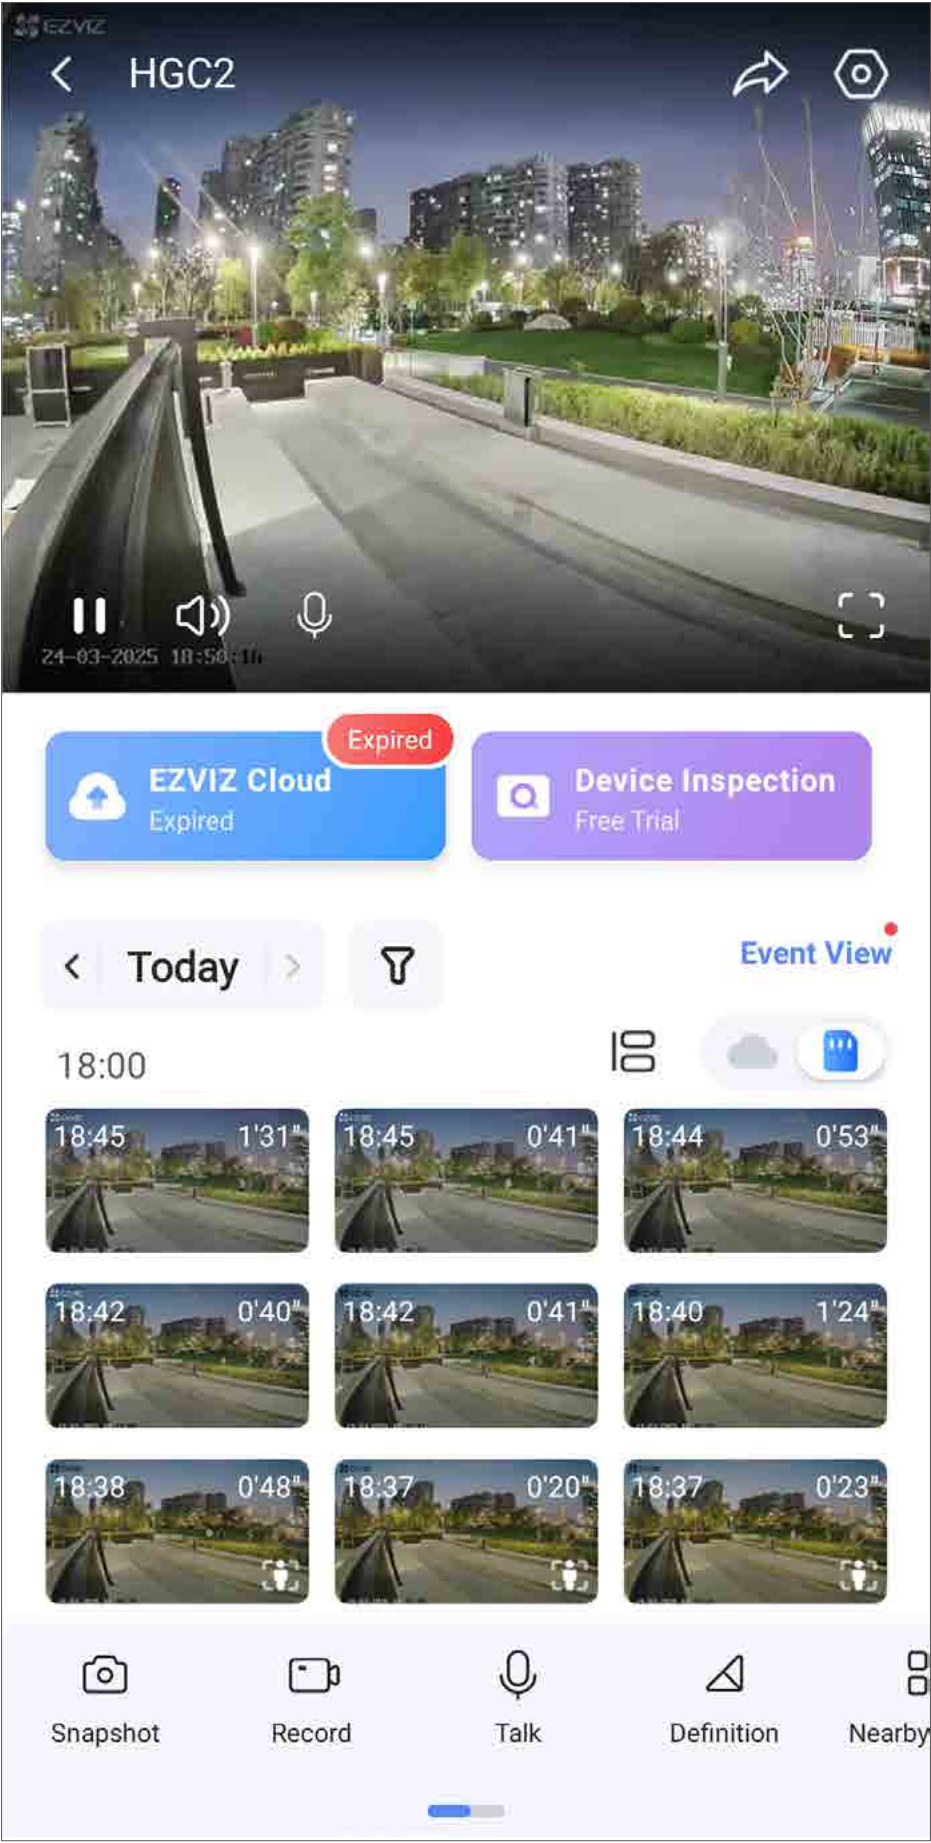 EZVIZ
HGC2
24-03-2025 18:50:16
Expired
EZVIZ Cloud
Expired
Device Inspection
Free Trial
Today
Event View
18:00
18:45 1'31"
18:45 0'41"
18:44 0'53"
18:42 0'40"
18:42 0'41"
18:40 1'24"
18:38 0'48"
18:37 0'20"
18:37 0'23"
Snapshot
Record
Talk
Definition
Nearby